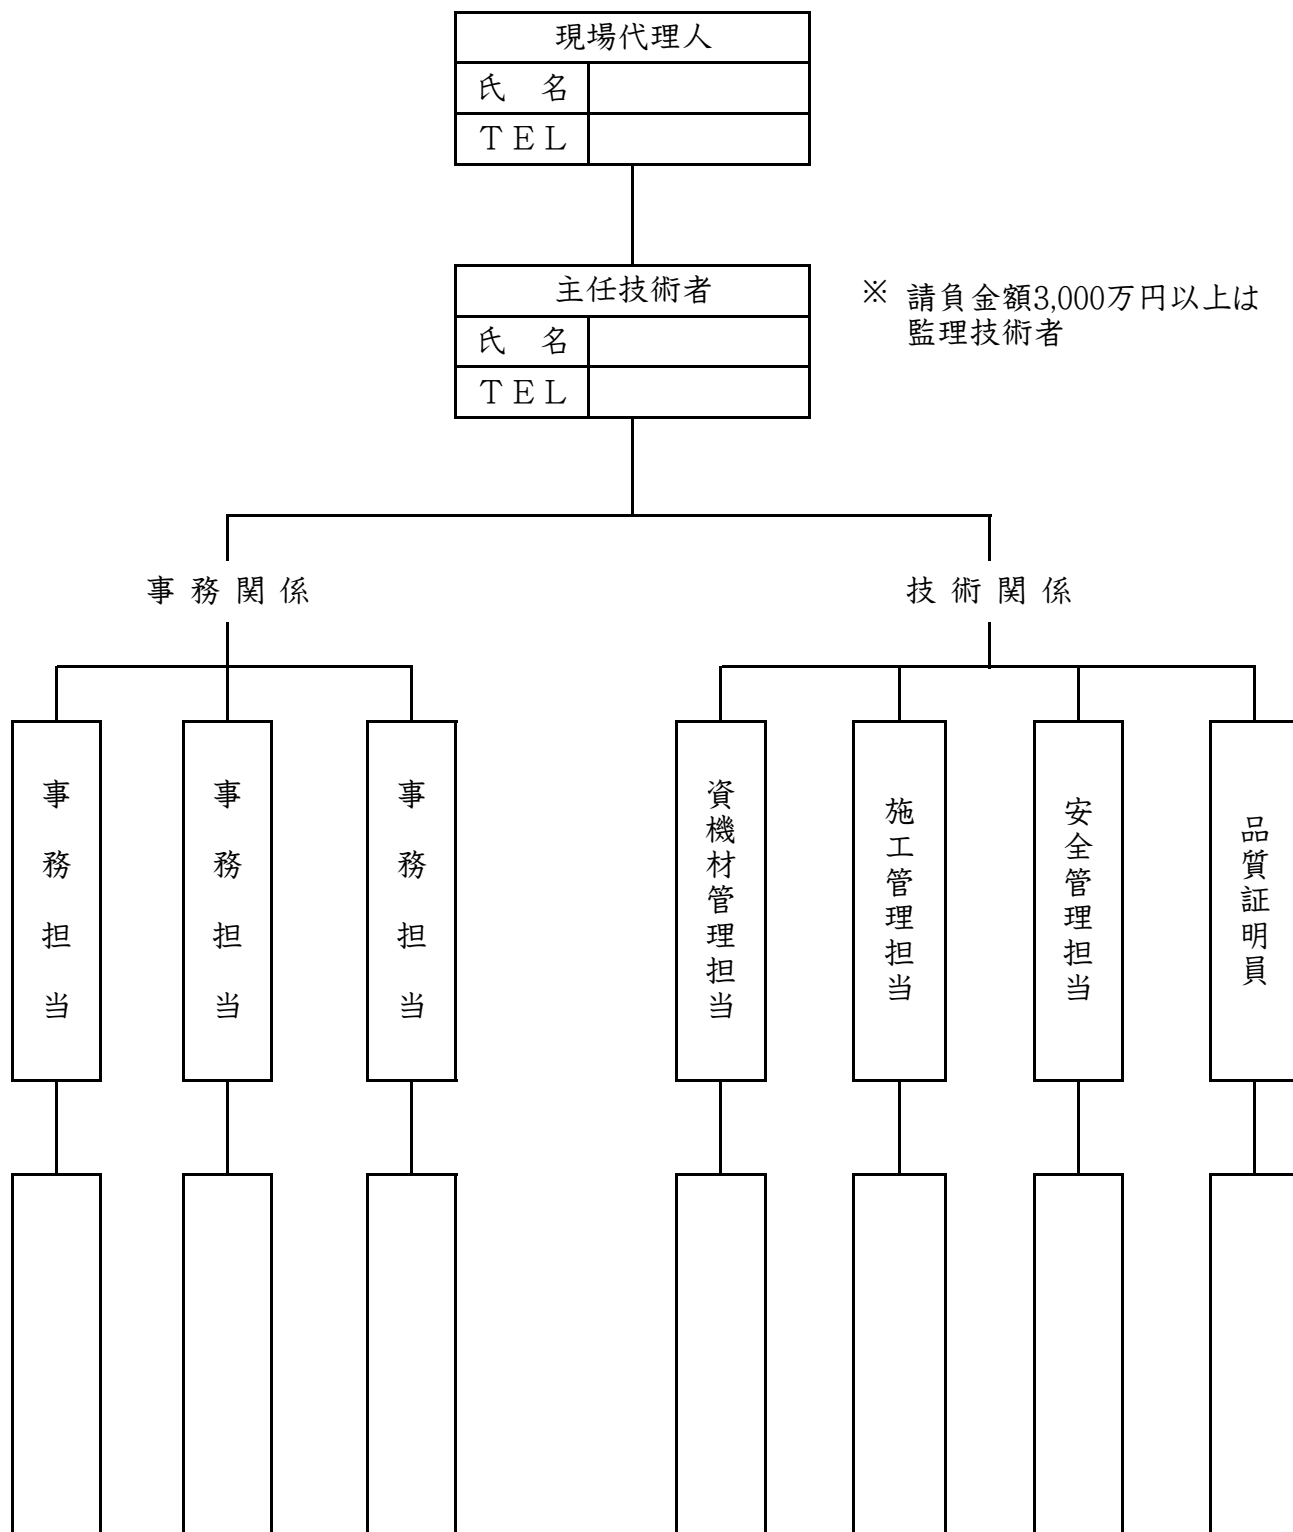 現場代理人
氏　名
ＴＥＬ
主任技術者
氏　名
ＴＥＬ
※ 請負金額3,000万円以上は
監理技術者
事務関係
技術関係
事務担当
事務担当
事務担当
資機材管理担当
施工管理担当
安全管理担当
品質証明員